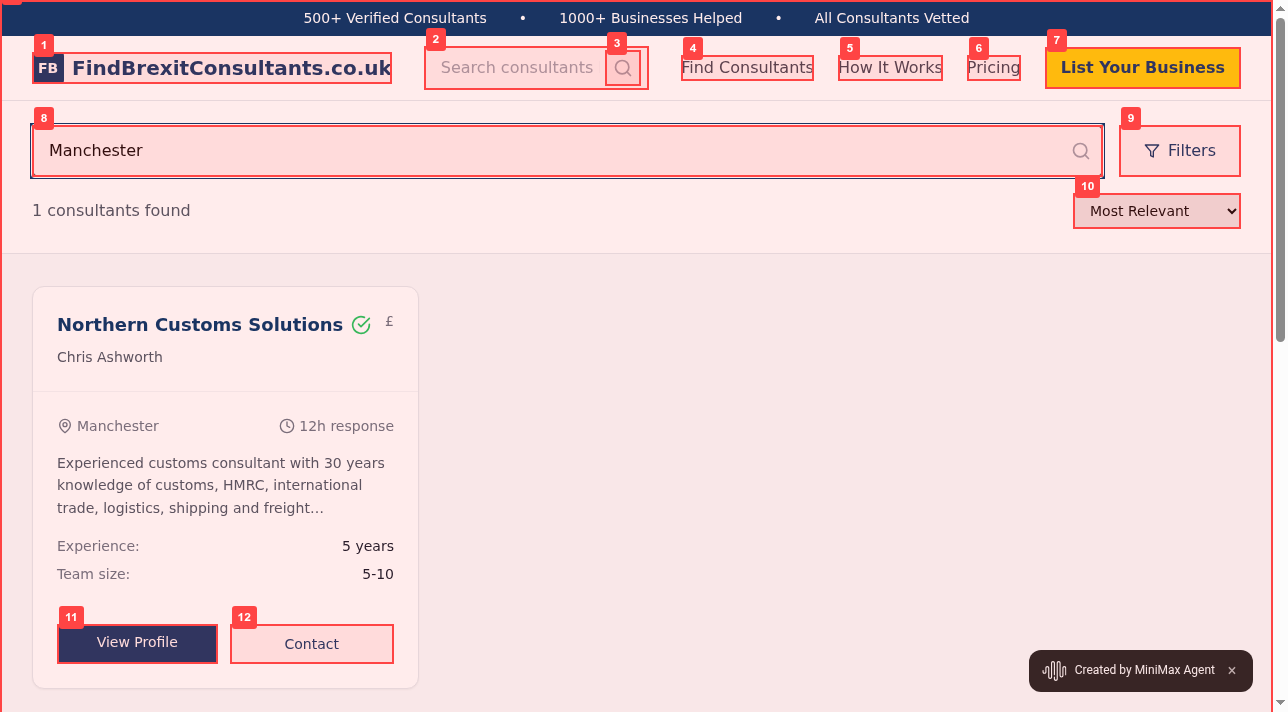 500+ Verified Consultants • 1000+ Businesses Helped • All Consultants Vetted
1 2 3 4 5 6 7
FB FindBrexitConsultants.co.uk Search consultants Find Consultants How It Works Pricing List Your Business
8 9
Manchester Filters
10
1 consultants found Most Relevant
Northern Customs Solutions £
Chris Ashworth
Manchester 12h response
Experienced customs consultant with 30 years
knowledge of customs, HMRC, international
trade, logistics, shipping and freight...
Experience: 5 years
Team size: 5-10
11 12
View Profile Contact
Created by MiniMax Agent ×